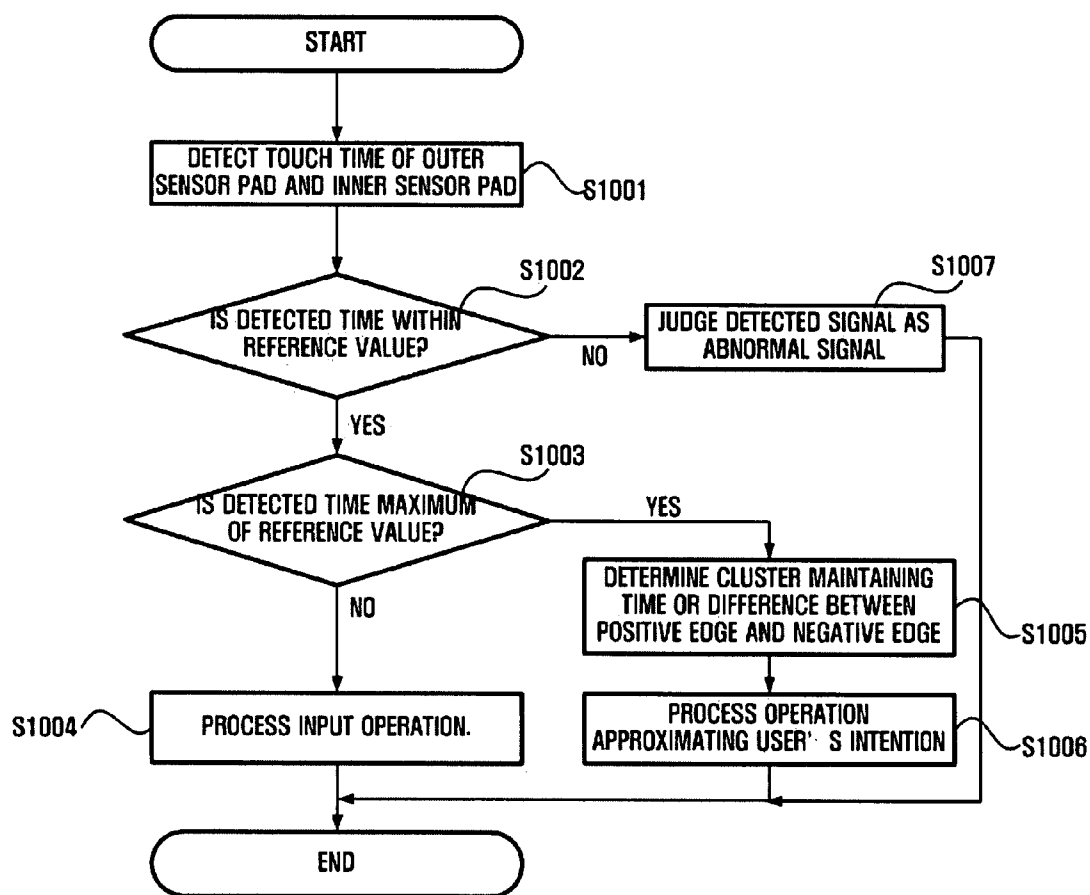 START
DETECT TOUCH TIME OF OUTER
SENSOR PAD AND INNER SENSOR PAD
S1001
S1002
IS DETECTED TIME WITHIN
REFERENCE VALUE?
NO
S1007
JUDGE DETECTED SIGNAL AS
ABNORMAL SIGNAL
YES
S1003
IS DETECTED TIME MAXIMUM
OF REFERENCE VALUE?
YES
NO
DETERMINE CLUSTER MAINTAINING
TIME OR DIFFERENCE BETWEEN
POSITIVE EDGE AND NEGATIVE EDGE
S1005
S1004
PROCESS INPUT OPERATION.
PROCESS OPERATION
APPROXIMATING USER' S INTENTION
S1006
END